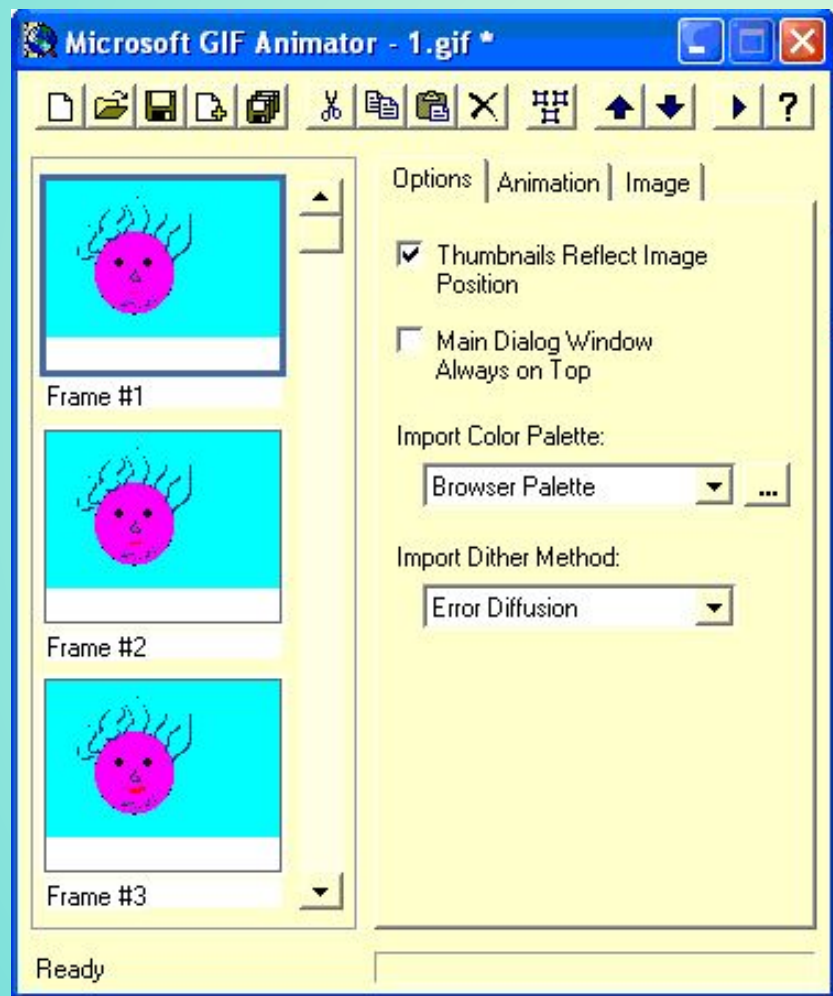 Microsoft GIF Animator - 1.gif *
Options Animation Image
Thumbnails Reflect Image
Position
Main Dialog Window
Always on Top
Frame #1
Import Color Palette:
Browser Palette ...
Import Dither Method:
Error Diffusion
Frame #2
Frame #3
Ready